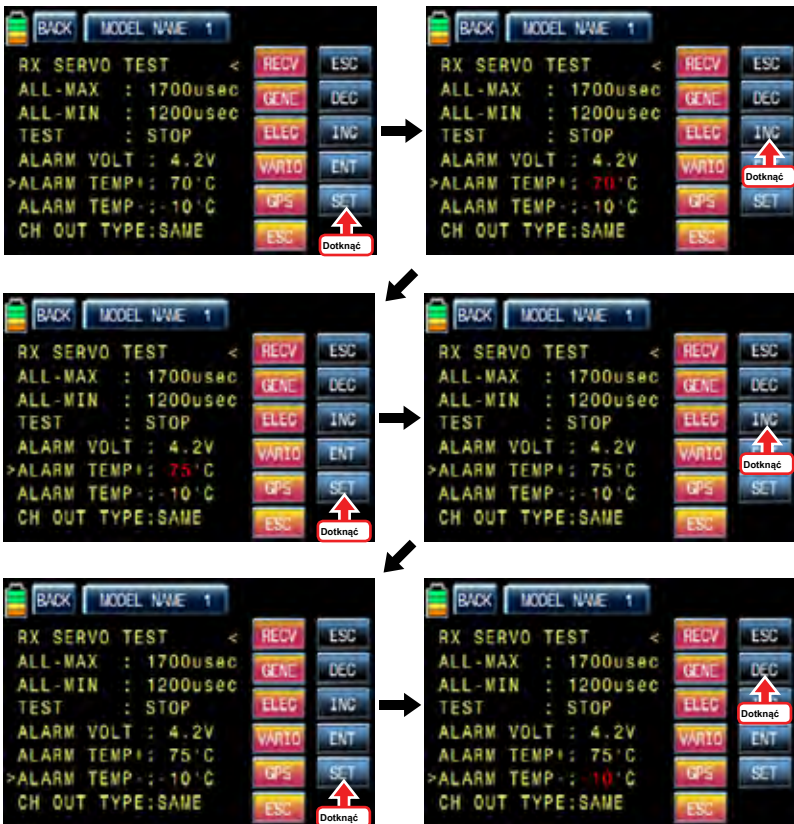 BACK MODEL NAME 1
RX SERVO TEST <
ALL-MAX : 1700usec
ALL-MIN : 1200usec
TEST : STOP
ALARM VOLT : 4.2V
>ALARM TEMP+: 70'C
ALARM TEMP-:-10'C
CH OUT TYPE:SAME
RECV
GENE
ELEC
VARIO
GPS
ESC
ESC
DEC
INC
ENT
SET
Dotknąć
BACK MODEL NAME 1
RX SERVO TEST <
ALL-MAX : 1700usec
ALL-MIN : 1200usec
TEST : STOP
ALARM VOLT : 4.2V
>ALARM TEMP+: 70'C
ALARM TEMP-:-10'C
CH OUT TYPE:SAME
RECV
GENE
ELEC
VARIO
GPS
ESC
ESC
DEC
INC
Dotknąć
SET
BACK MODEL NAME 1
RX SERVO TEST <
ALL-MAX : 1700usec
ALL-MIN : 1200usec
TEST : STOP
ALARM VOLT : 4.2V
>ALARM TEMP+: 75'C
ALARM TEMP-:-10'C
CH OUT TYPE:SAME
RECV
GENE
ELEC
VARIO
GPS
ESC
ESC
DEC
INC
ENT
SET
Dotknąć
BACK MODEL NAME 1
RX SERVO TEST <
ALL-MAX : 1700usec
ALL-MIN : 1200usec
TEST : STOP
ALARM VOLT : 4.2V
>ALARM TEMP+: 75'C
ALARM TEMP-:-10'C
CH OUT TYPE:SAME
RECV
GENE
ELEC
VARIO
GPS
ESC
ESC
DEC
INC
Dotknąć
SET
BACK MODEL NAME 1
RX SERVO TEST <
ALL-MAX : 1700usec
ALL-MIN : 1200usec
TEST : STOP
ALARM VOLT : 4.2V
ALARM TEMP+: 75'C
>ALARM TEMP-:-10'C
CH OUT TYPE:SAME
RECV
GENE
ELEC
VARIO
GPS
ESC
ESC
DEC
INC
ENT
SET
Dotknąć
BACK MODEL NAME 1
RX SERVO TEST <
ALL-MAX : 1700usec
ALL-MIN : 1200usec
TEST : STOP
ALARM VOLT : 4.2V
ALARM TEMP+: 75'C
>ALARM TEMP-:-10'C
CH OUT TYPE:SAME
RECV
GENE
ELEC
VARIO
GPS
ESC
ESC
DEC
Dotknąć
ENT
SET